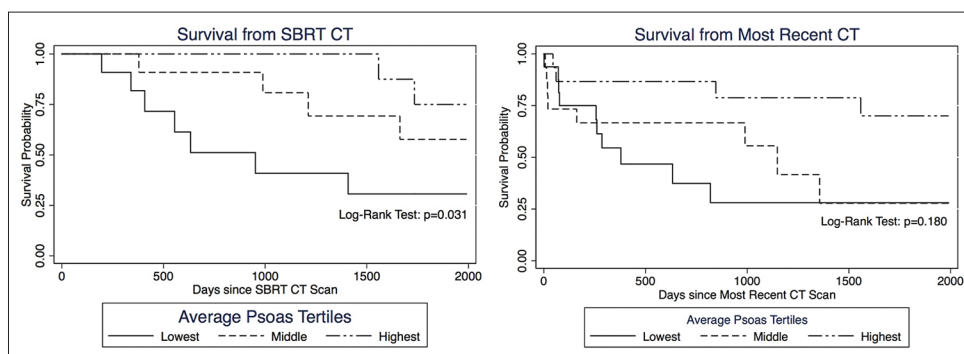 Survival from SBRT CT
Survival Probability
1.00
0.75
0.50
0.25
0.00
Log-Rank Test: p=0.031
0 500 1000 1500 2000
Days since SBRT CT Scan
Average Psoas Tertiles
Lowest Middle Highest
Survival from Most Recent CT
Survival Probability
1.00
0.75
0.50
0.25
0.00
Log-Rank Test: p=0.180
0 500 1000 1500 2000
Days since Most Recent CT Scan
Average Psoas Tertiles
Lowest Middle Highest